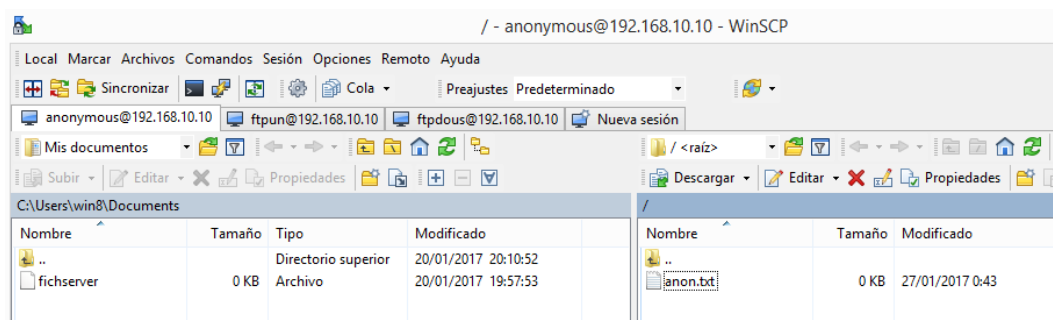 / - anonymous@192.168.10.10 - WinSCP
Local Marcar Archivos Comandos Sesión Opciones Remoto Ayuda
Sincronizar Cola Preajustes Predeterminado
anonymous@192.168.10.10 ftpun@192.168.10.10 ftpdous@192.168.10.10 Nueva sesión
Mis documentos / <raíz>
Subir Editar Propiedades Descargar Editar Propiedades
C:\Users\win8\Documents /
Nombre Tamaño Tipo Modificado Nombre Tamaño Modificado
.. Directorio superior 20/01/2017 20:10:52 ..
fichserver 0 KB Archivo 20/01/2017 19:57:53 anon.txt 0 KB 27/01/2017 0:43